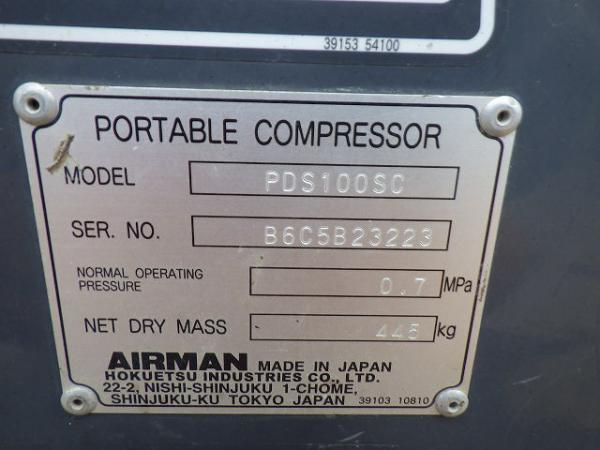 39153 54100
PORTABLE COMPRESSOR
MODEL PDS100SC
SER. NO. B6C5B23223
NORMAL OPERATING
PRESSURE 0.7 MPa
NET DRY MASS 445 kg
AIRMAN MADE IN JAPAN
HOKUETSU INDUSTRIES CO., LTD.
22-2, NISHI-SHINJUKU 1-CHOME,
SHINJUKU-KU TOKYO JAPAN 39103 10810